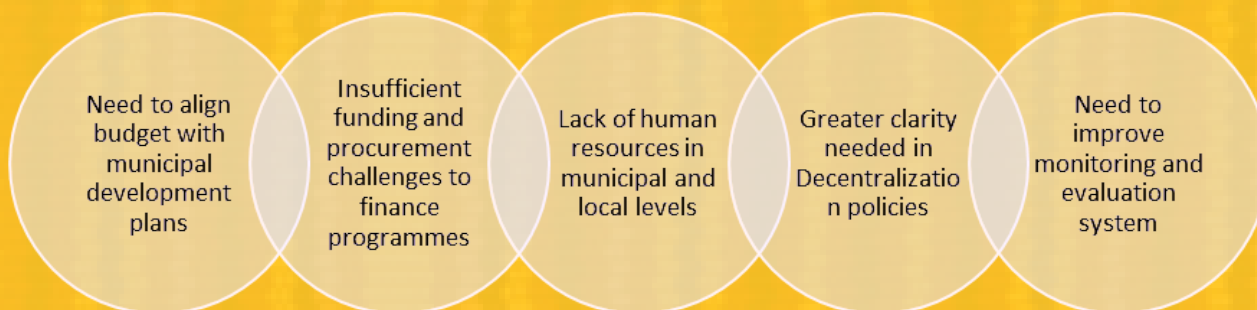 Need to align
budget with
municipal
development
plans
Insufficient
funding and
procurement
challenges to
finance
programmes
Lack of human
resources in
municipal and
local levels
Greater clarity
needed in
Decentralizatio
n policies
Need to
improve
monitoring and
evaluation
system